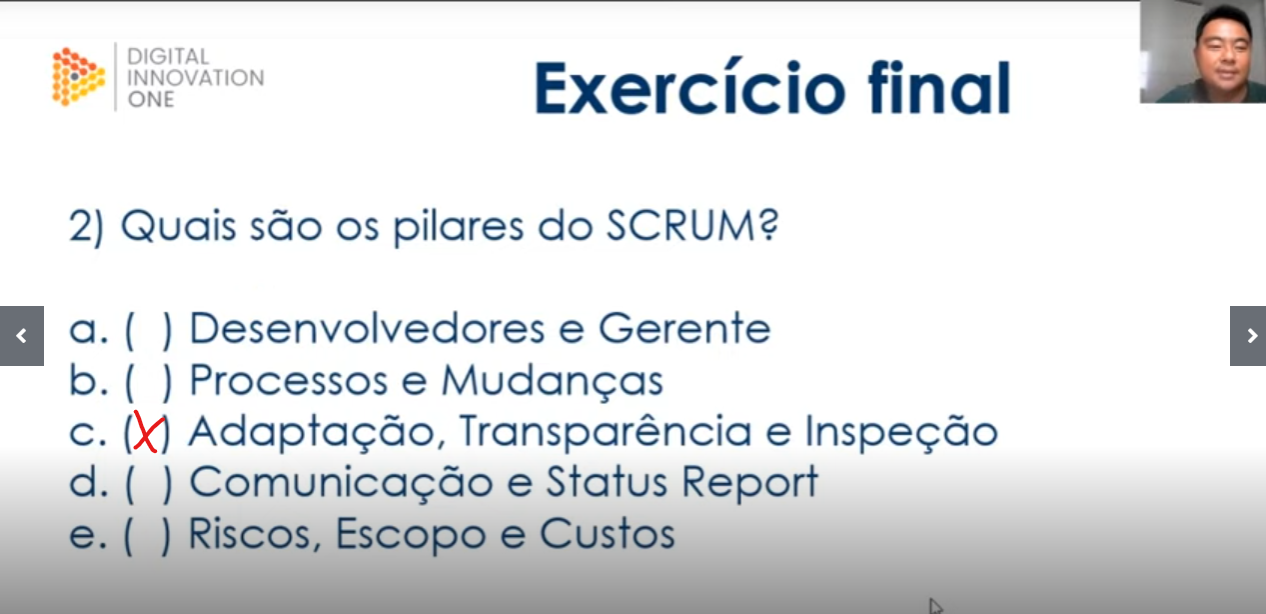 DIGITAL
INNOVATION
ONE
Exercício final
2) Quais são os pilares do SCRUM?
a. ( ) Desenvolvedores e Gerente
b. ( ) Processos e Mudanças
c. (X) Adaptação, Transparência e Inspeção
d. ( ) Comunicação e Status Report
e. ( ) Riscos, Escopo e Custos